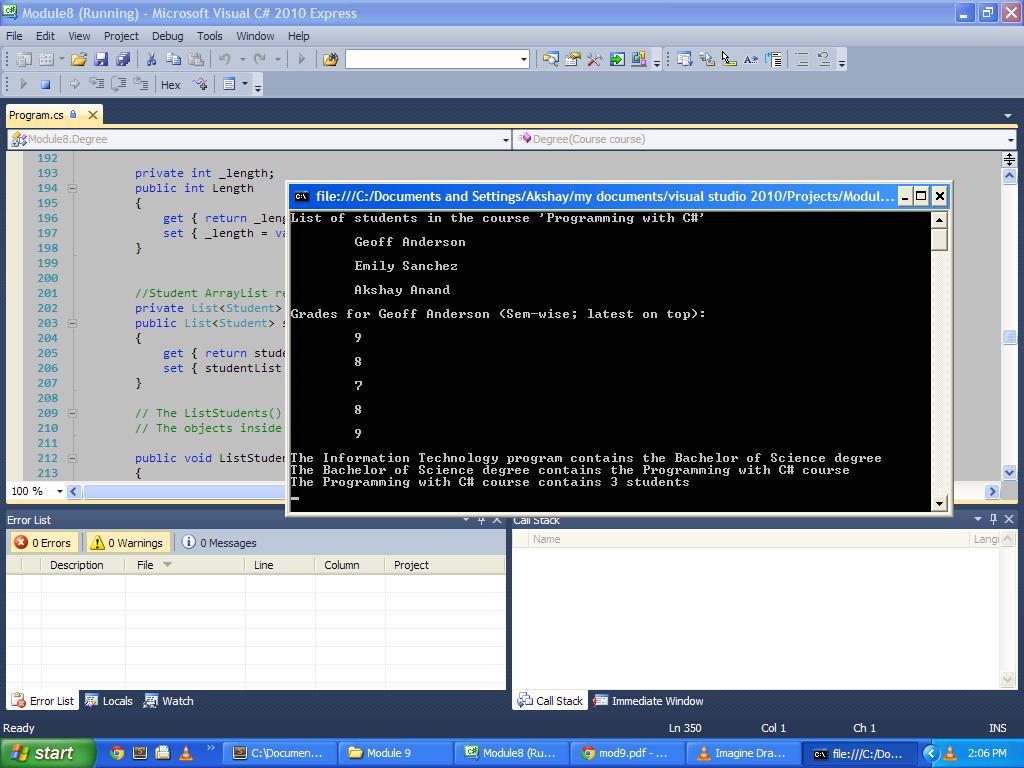 Module8 (Running) - Microsoft Visual C# 2010 Express
File Edit View Project Debug Tools Window Help
Hex
Program.cs
Module8.Degree
Degree(Course course)
192
193 private int _length;
194 public int Length
195 {
196 get { return _leng
197 set { _length = va
198 }
199
200
201 //Student ArrayList re
202 private List<Student>
203 public List<Student> s
204 {
205 get { return stude
206 set { studentList
207 }
208
209 // The ListStudents()
210 // The objects inside
211
212 public void ListStuden
213 {
100 %
file:///C:/Documents and Settings/Akshay/my documents/visual studio 2010/Projects/Modul...
List of students in the course 'Programming with C#'
Geoff Anderson
Emily Sanchez
Akshay Anand
Grades for Geoff Anderson (Sem-wise; latest on top):
9
8
7
8
9
The Information Technology program contains the Bachelor of Science degree
The Bachelor of Science degree contains the Programming with C# course
The Programming with C# course contains 3 students
Error List
0 Errors 0 Warnings 0 Messages
Description File Line Column Project
Error List Locals Watch
Call Stack
Name Langu
Call Stack Immediate Window
Ready Ln 350 Col 1 Ch 1 INS
start C:\Documen... Module 9 Module8 (Ru... mod9.pdf - ... Imagine Dra... file:///C:/Do... 2:06 PM